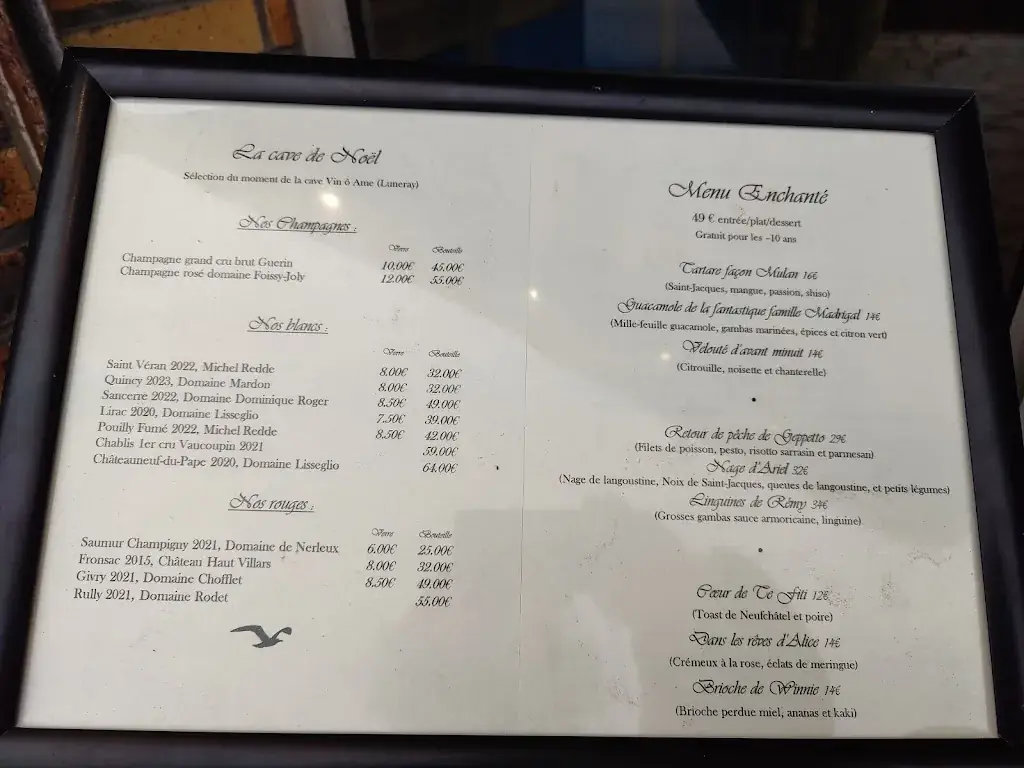 La cave de Noël
Sélection du moment de la cave Vin ô Ame (Luneray)
Nos Champagnes :
Verre Bouteille
Champagne grand cru brut Guerin 10.00€ 45.00€
Champagne rosé domaine Foissy-Joly 12.00€ 55.00€
Nos blancs :
Verre Bouteille
Saint Véran 2022, Michel Redde 8.00€ 32.00€
Quincy 2023, Domaine Mardon 8.00€ 32.00€
Sancerre 2022, Domaine Dominique Roger 8.50€ 49.00€
Lirac 2020, Domaine Lisseglio 7.50€ 39.00€
Pouilly Fumé 2022, Michel Redde 8.50€ 42.00€
Chablis 1er cru Vaucoupin 2021 59.00€
Châteauneuf-du-Pape 2020, Domaine Lisseglio 64.00€
Nos rouges :
Verre Bouteille
Saumur Champigny 2021, Domaine de Nerleux 6.00€ 25.00€
Fronsac 2015, Château Haut Villars 8.00€ 32.00€
Givry 2021, Domaine Chofflet 8.50€ 49.00€
Rully 2021, Domaine Rodet 55.00€
Menu Enchanté
49 € entrée/plat/dessert
Gratuit pour les -10 ans
Tartare façon Mulan 16€
(Saint-Jacques, mangue, passion, shiso)
Guacamole de la fantastique famille Madrigal 14€
(Mille-feuille guacamole, gambas marinées, épices et citron vert)
Velouté d'avant minuit 14€
(Citrouille, noisette et chanterelle)
Retour de pêche de Geppetto 29€
(Filets de poisson, pesto, risotto sarrasin et parmesan)
Nage d'Ariel 32€
(Nage de langoustine, Noix de Saint-Jacques, queues de langoustine, et petits légumes)
Linguines de Rémy 34€
(Grosses gambas sauce armoricaine, linguine)
Cœur de Te Fiti 12€
(Toast de Neufchâtel et poire)
Dans les rêves d'Alice 14€
(Crémeux à la rose, éclats de meringue)
Brioche de Winnie 14€
(Brioche perdue miel, ananas et kaki)